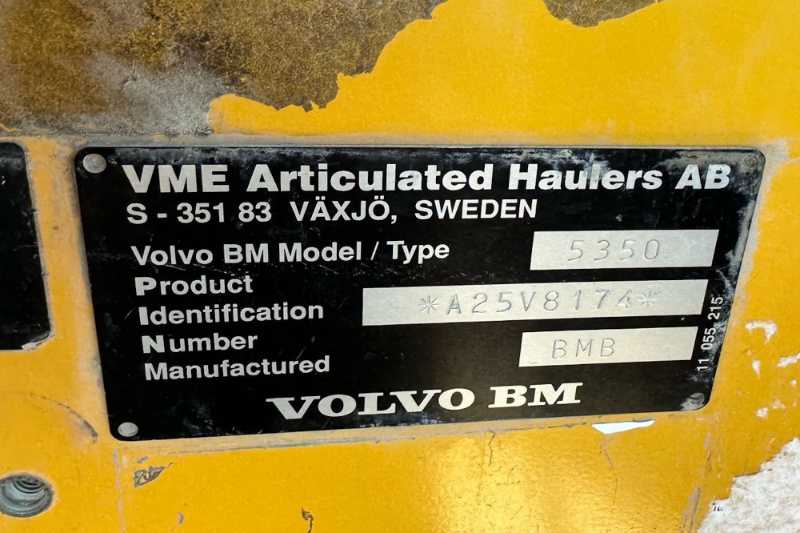 VME Articulated Haulers AB
S - 351 83 VÄXJÖ, SWEDEN
Volvo BM Model / Type 5350
Product
Identification *A25V8174*
Number
Manufactured BMB
VOLVO BM
11 055 215